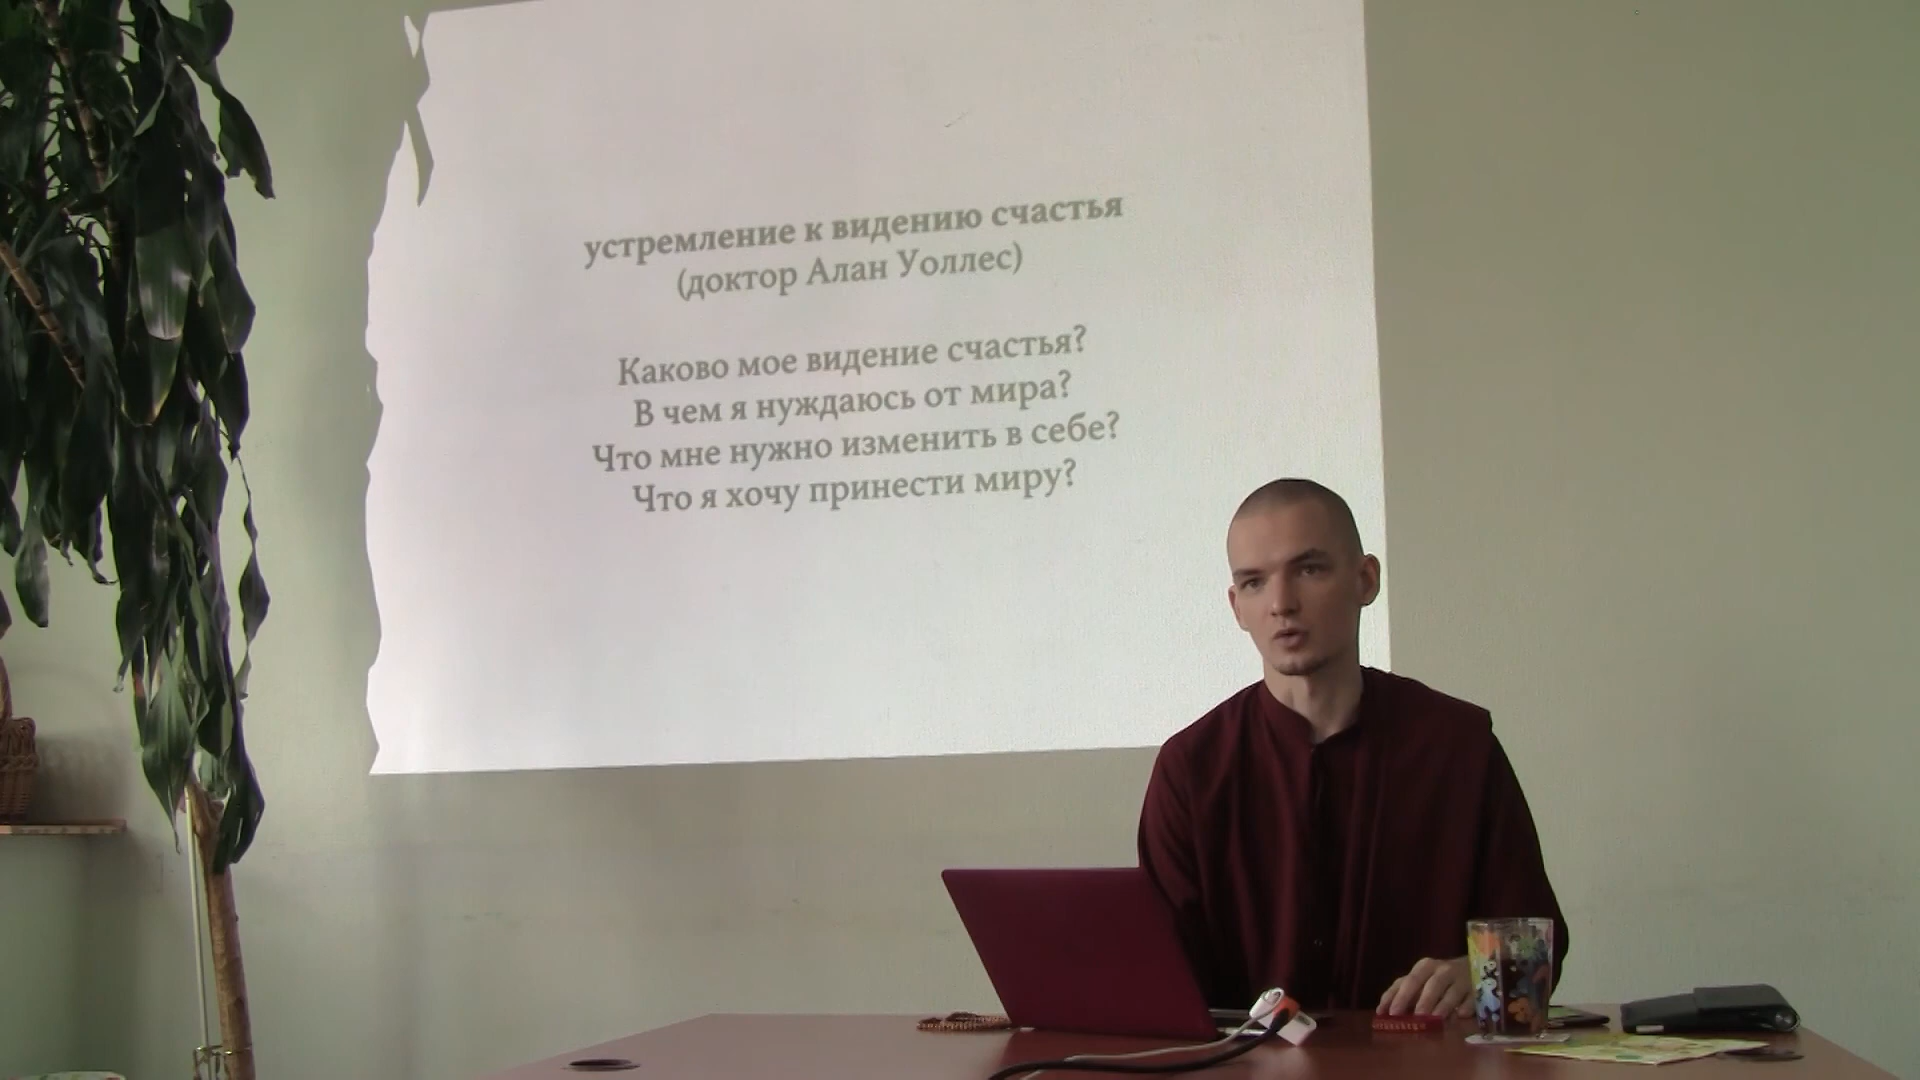 устремление к видению счастья
(доктор Алан Уоллес)
Каково мое видение счастья?
В чем я нуждаюсь от мира?
Что мне нужно изменить в себе?
Что я хочу принести миру?